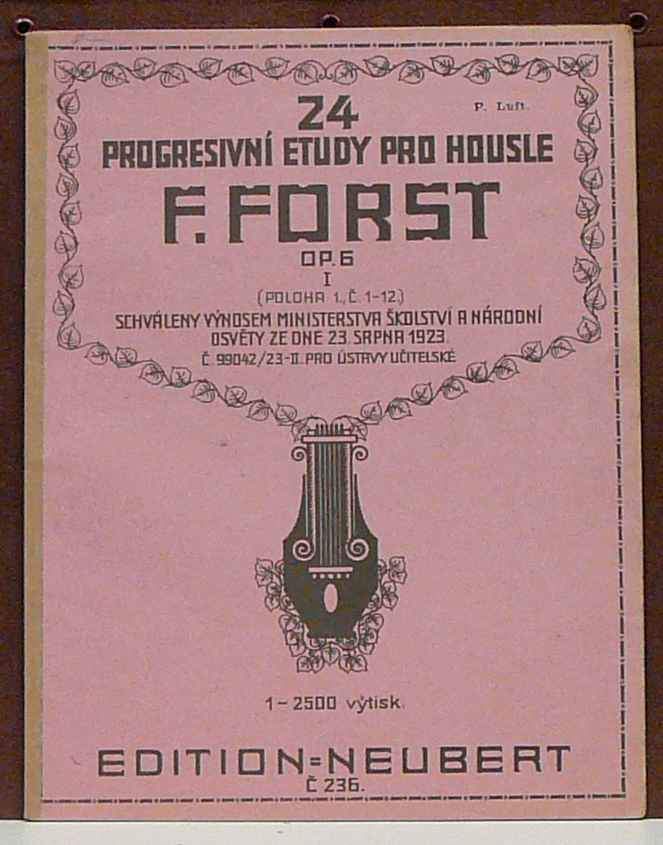 24
P. Luft.
PROGRESIVNÍ ETUDY PRO HOUSLE
F. FORST
OP. 6
I
(POLOHA 1., Č. 1-12.)
SCHVÁLENY VÝNOSEM MINISTERSTVA ŠKOLSTVÍ A NÁRODNÍ
OSVĚTY ZE DNE 23. SRPNA 1923.
Č. 99042/23-II. PRO ÚSTAVY UČITELSKÉ
1-2500 výtisk.
EDITION=NEUBERT
Č 236.